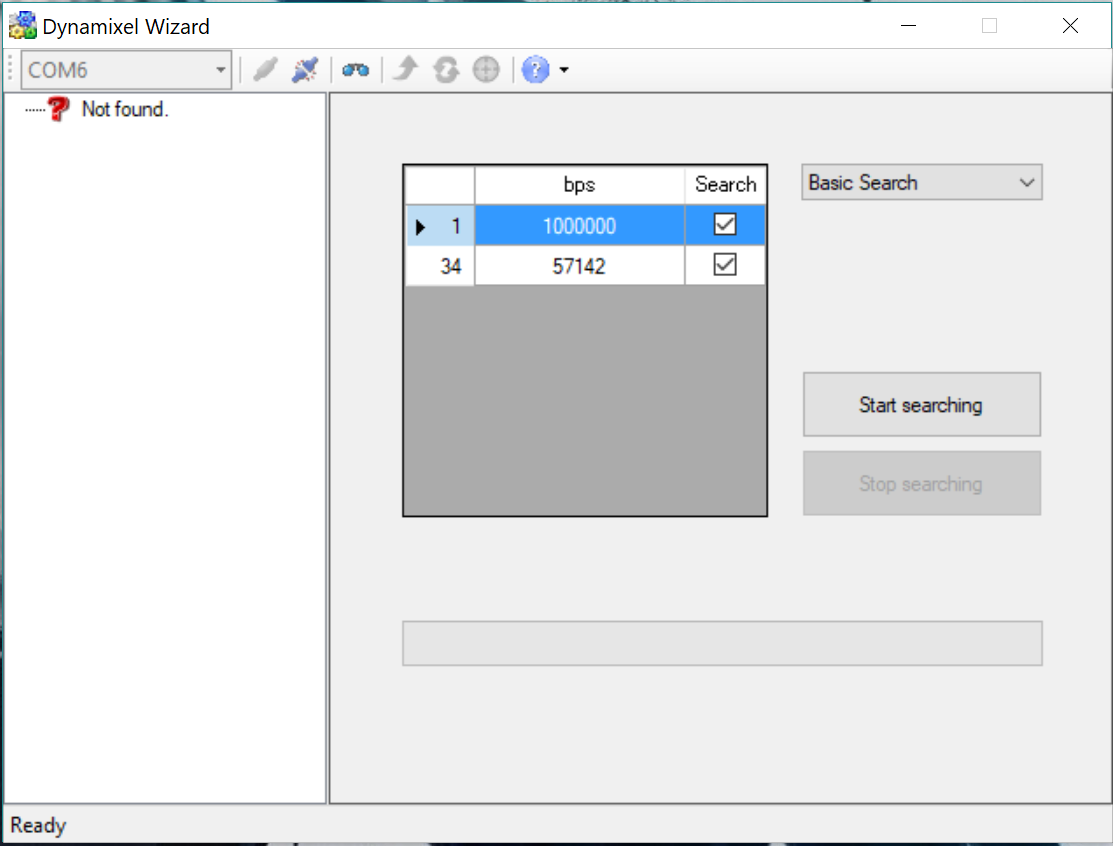 Dynamixel Wizard
COM6
Not found.
bps Search
1 1000000
34 57142
Basic Search
Start searching
Stop searching
Ready